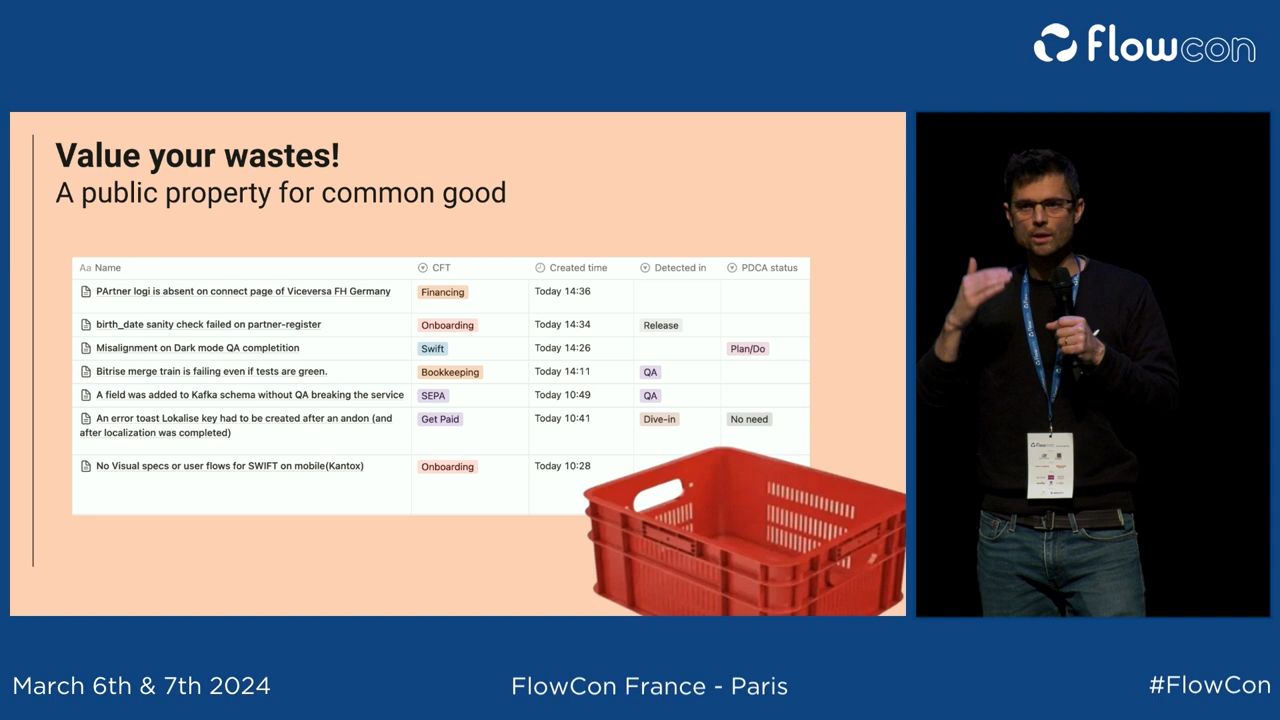 flowcon
Value your wastes!
A public property for common good
Aa Name CFT Created time Detected in PDCA status
PArtner logi is absent on connect page of Viceversa FH Germany Financing Today 14:36
birth_date sanity check failed on partner-register Onboarding Today 14:34 Release
Misalignment on Dark mode QA completition Swift Today 14:26 Plan/Do
Bitrise merge train is failing even if tests are green. Bookkeeping Today 14:11 QA
A field was added to Kafka schema without QA breaking the service SEPA Today 10:49 QA
An error toast Lokalise key had to be created after an andon (and Get Paid Today 10:41 Dive-in No need
after localization was completed)
No Visual specs or user flows for SWIFT on mobile(Kantox) Onboarding Today 10:28
March 6th & 7th 2024
FlowCon France - Paris
#FlowCon